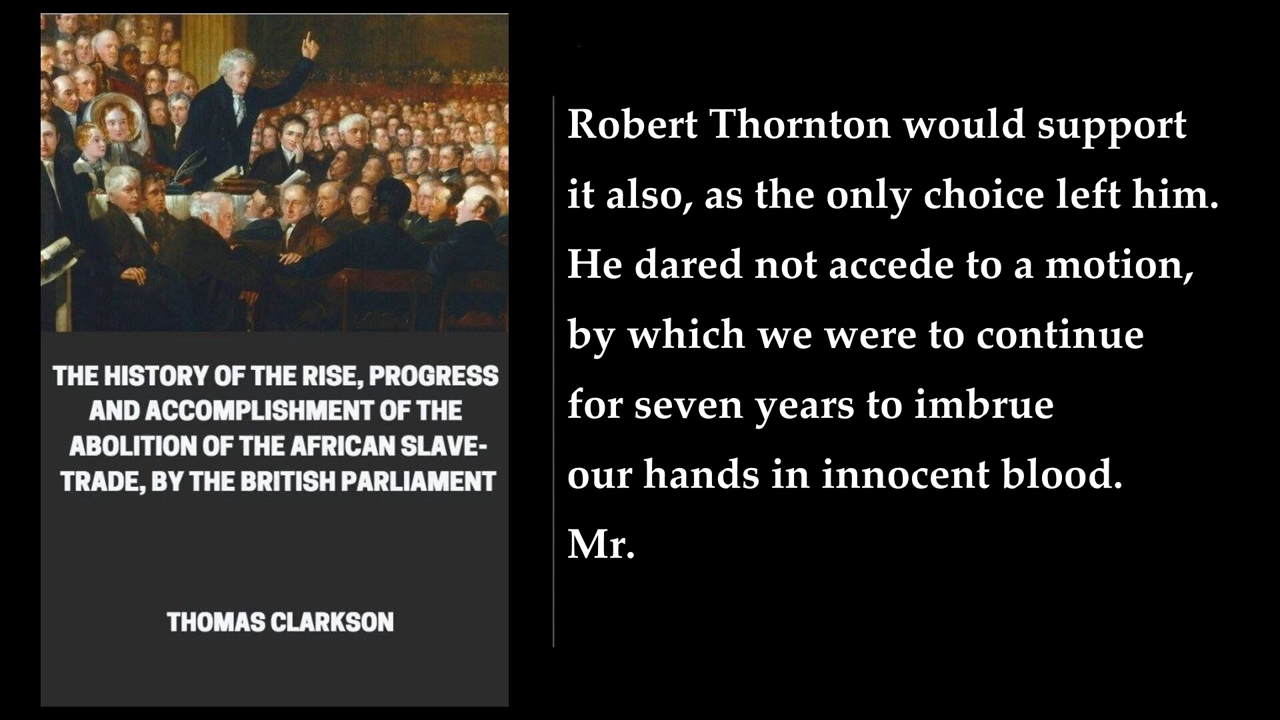 THE HISTORY OF THE RISE, PROGRESS
AND ACCOMPLISHMENT OF THE
ABOLITION OF THE AFRICAN SLAVE-
TRADE, BY THE BRITISH PARLIAMENT
THOMAS CLARKSON
Robert Thornton would support
it also, as the only choice left him.
He dared not accede to a motion,
by which we were to continue
for seven years to imbrue
our hands in innocent blood.
Mr.